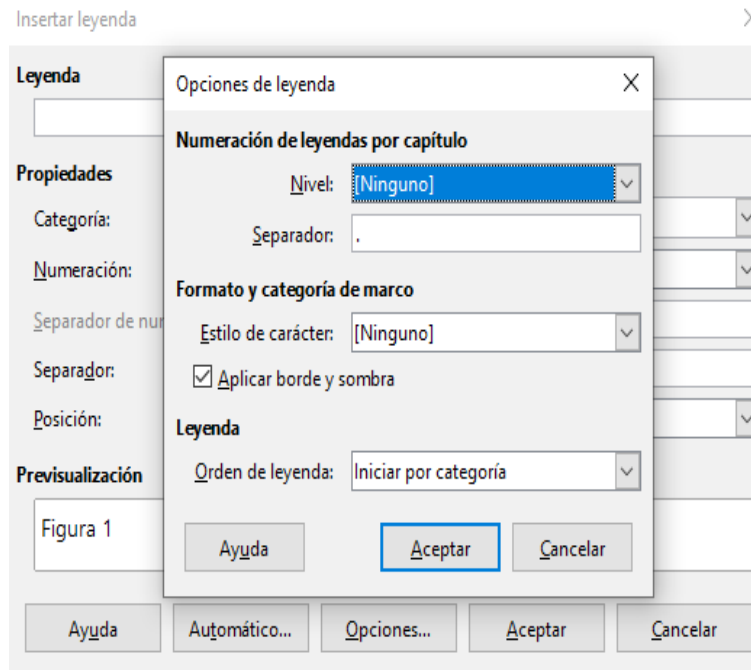 Insertar leyenda
Leyenda
Propiedades
Categoría:
Numeración:
Separador de nur
Separador:
Posición:
Previsualización
Figura 1
Ayuda
Automático...
Opciones...
Aceptar
Cancelar
Opciones de leyenda
Numeración de leyendas por capítulo
Nivel: [Ninguno]
Separador: .
Formato y categoría de marco
Estilo de carácter: [Ninguno]
Aplicar borde y sombra
Leyenda
Orden de leyenda: Iniciar por categoría
Ayuda
Aceptar
Cancelar